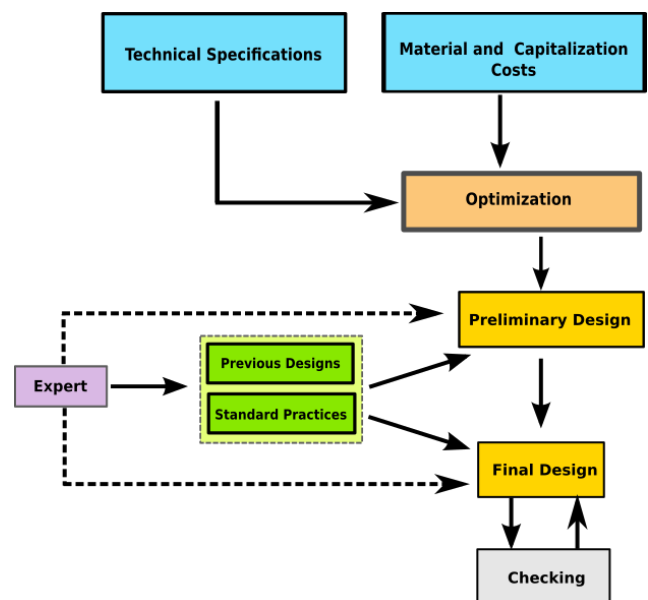 Technical Specifications
Material and Capitalization
Costs
Optimization
Preliminary Design
Previous Designs
Expert
Standard Practices
Final Design
Checking